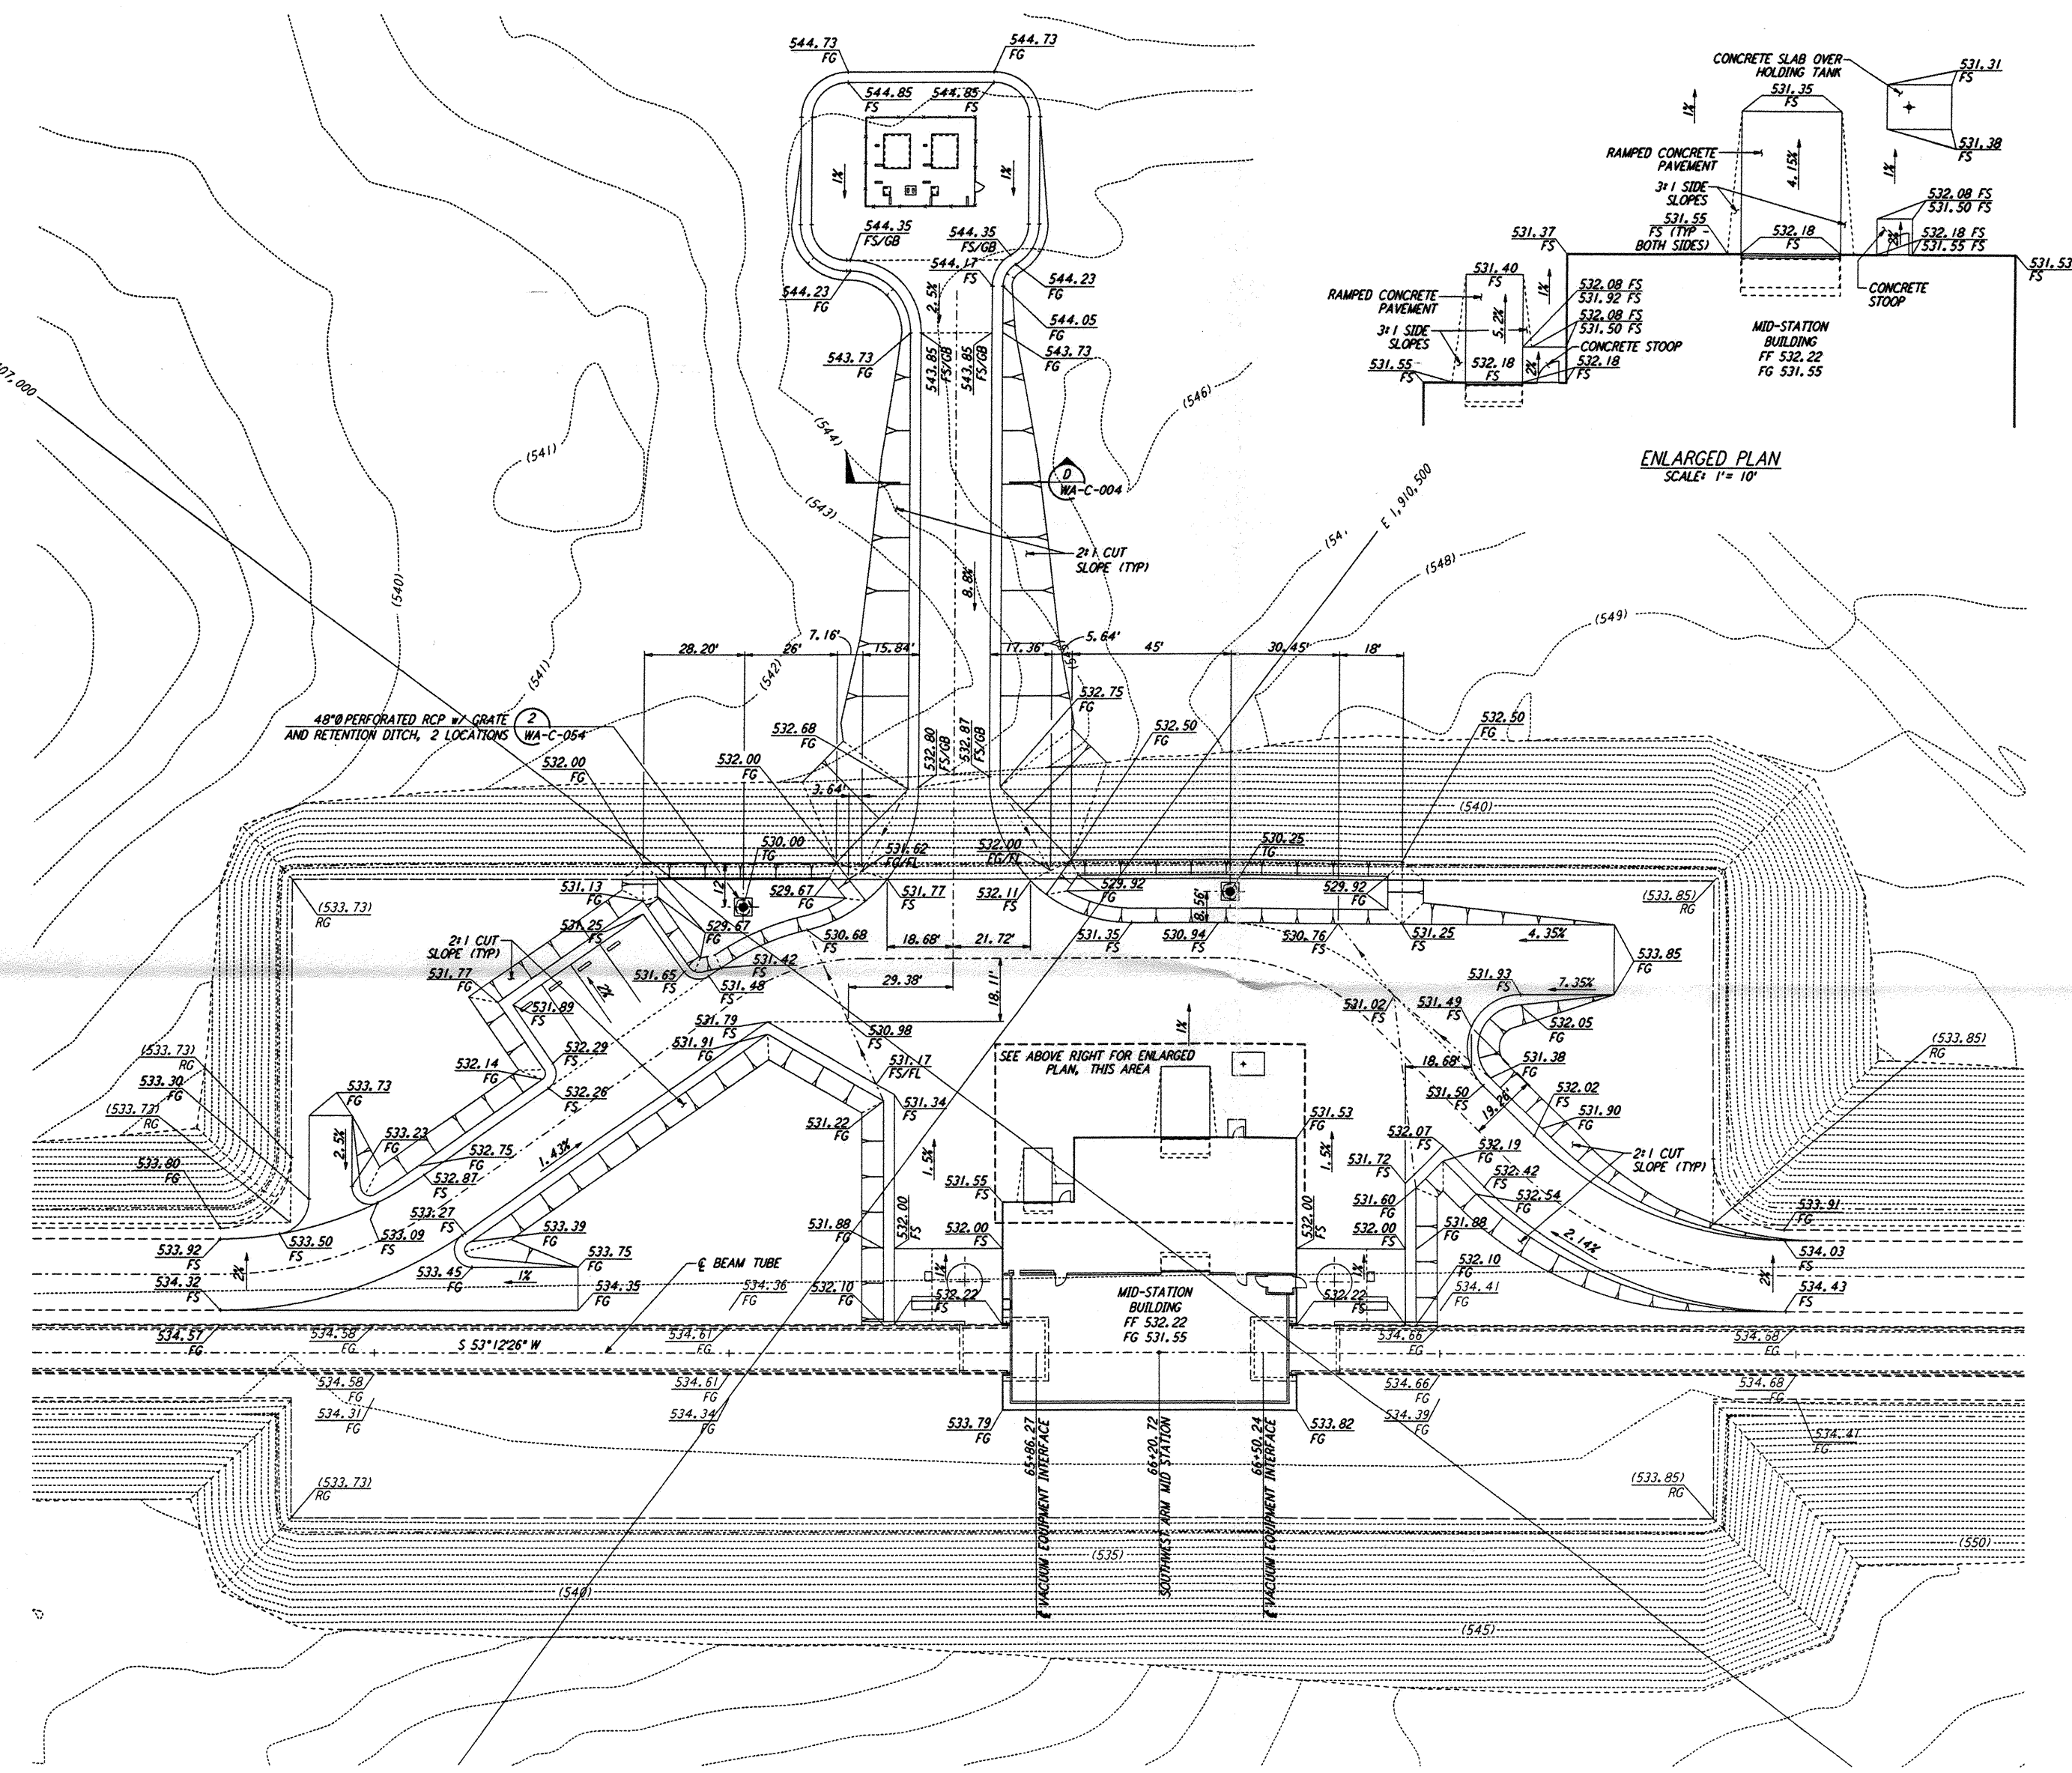 544.73
FG
544.73
FG
544.85
FS
544.85
FS
1%
1%
544.35
FS/GB
544.35
FS/GB
544.17
FS
544.23
FG
544.23
FG
2.5%
544.05
FG
543.73
FG
543.85
FS/GB
543.85
FS/GB
543.73
FG
CONCRETE SLAB OVER
HOLDING TANK
531.31
FS
531.35
FS
1%
531.38
FS
RAMPED CONCRETE
PAVEMENT
4.15%
1%
3:1 SIDE
SLOPES
532.08 FS
531.50 FS
531.55
FS (TYP -
BOTH SIDES)
532.18
FS
2%
532.18 FS
531.55 FS
531.37
FS
531.53
FS
CONCRETE
STOOP
531.40
FS
1%
RAMPED CONCRETE
PAVEMENT
532.08 FS
531.92 FS
5.2%
532.08 FS
531.50 FS
3:1 SIDE
SLOPES
CONCRETE STOOP
531.55
FS
532.18
FS
2%
532.18
FS
MID-STATION
BUILDING
FF 532.22
FG 531.55
ENLARGED PLAN
SCALE: 1'= 10'
07,000
(541)
(544)
(546)
(543)
(540)
D
WA-C-004
E 1,910,500
(54
(548)
(549)
2:1 CUT
SLOPE (TYP)
8.8%
(541)
(542)
7.16'
5.64'
28.20'
26'
15.84'
17.36'
45'
30.45'
18'
48"Ø PERFORATED RCP w/ GRATE
AND RETENTION DITCH, 2 LOCATIONS
2
WA-C-054
532.68
FG
532.80
FS/GB
532.87
FS/GB
532.75
FG
532.50
FG
532.50
FG
532.00
FG
532.00
FG
3.64'
(540)
530.00
TG
531.62
FG/FL
532.00
FG/FL
530.25
TG
12'
8.56'
531.13
FG
529.67
FG
531.77
FS
532.11
FS
529.92
FG
529.92
FG
(533.73)
RG
(533.85)
RG
531.25
FS
529.67
FG
530.68
FS
531.35
FS
530.94
FS
530.76
FS
531.25
FS
4.35%
2:1 CUT
SLOPE (TYP)
18.68'
21.72'
533.85
FG
531.77
FG
2%
531.65
FS
531.42
FS
531.48
FS
29.38'
18.11'
531.93
FS
7.35%
531.89
FS
531.79
FS
530.98
FS
531.02
FS
531.49
FS
532.05
FG
1%
(533.73)
RG
532.29
FS
531.91
FG
531.17
FS/FL
SEE ABOVE RIGHT FOR ENLARGED
PLAN, THIS AREA
(533.85)
RG
533.30
FG
533.73
FG
532.14
FG
532.26
FS
18.68'
531.38
FG
531.50
FS
19.26'
532.02
FS
(533.73)
RG
531.34
FS
531.22
FG
531.53
FS
531.90
FG
2.5%
533.23
FG
532.75
FG
1.43%
1.5%
1.5%
532.07
FS
532.19
FG
2:1 CUT
SLOPE (TYP)
533.80
FG
532.87
FS
531.55
FS
531.72
FS
532.42
FS
531.60
FG
532.54
FG
533.27
FS
533.39
FG
531.88
FG
532.00
FS
532.00
FS
532.00
FS
532.00
FS
531.88
FG
533.91
FG
533.92
FS
533.50
FS
533.09
FS
533.75
FG
2.14%
534.03
FS
2%
533.45
FG
1%
℄ BEAM TUBE
1%
1%
532.10
FG
2%
534.32
FS
534.35
FG
534.36
FG
532.10
FG
532.22
FS
MID-STATION
BUILDING
FF 532.22
FG 531.55
532.22
FS
534.41
FG
534.43
FS
534.57
FG
534.58
FG
S 53°12'26" W
534.61
FG
534.66
FG
534.68
FG
534.58
FG
534.61
FG
534.66
FG
534.68
FG
534.31
FG
534.34
FG
533.79
FG
533.82
FG
534.39
FG
534.41
FG
65+86.27
℄ VACUUM EQUIPMENT INTERFACE
66+20.72
SOUTHWEST ARM MID STATION
66+50.24
℄ VACUUM EQUIPMENT INTERFACE
(533.73)
RG
(533.85)
RG
(535)
(550)
(540)
(545)